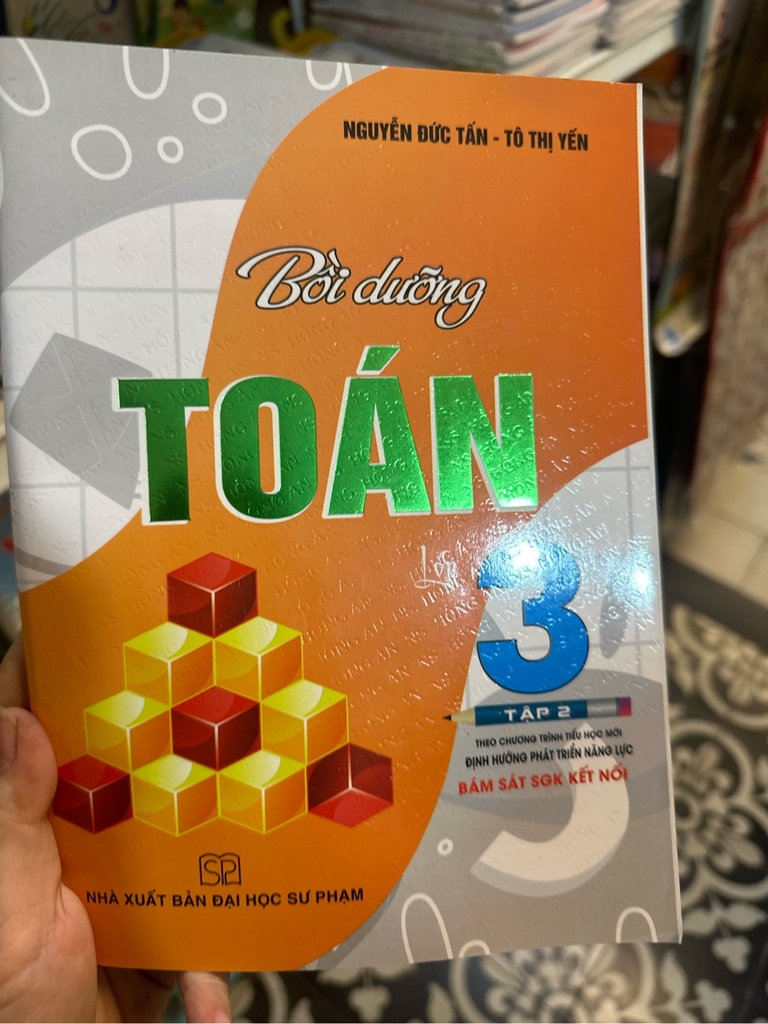 NGUYỄN ĐỨC TẤN - TÔ THỊ YẾN
Bồi dưỡng
TOÁN
Lớp
3
TẬP 2
THEO CHƯƠNG TRÌNH TIỂU HỌC MỚI
ĐỊNH HƯỚNG PHÁT TRIỂN NĂNG LỰC
BÁM SÁT SGK KẾT NỐI
SP
NHÀ XUẤT BẢN ĐẠI HỌC SƯ PHẠM